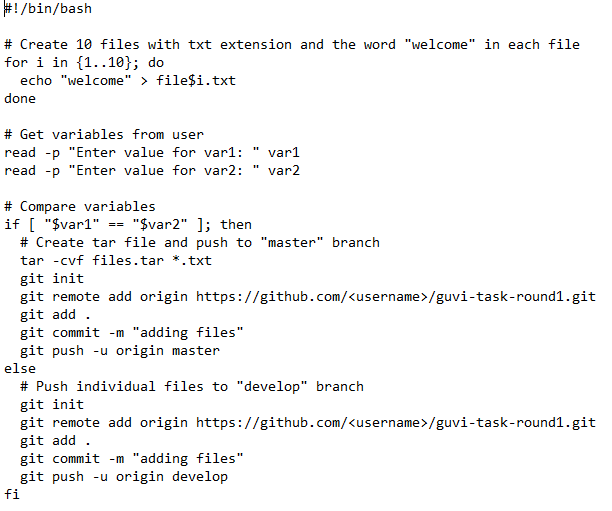 #!/bin/bash

# Create 10 files with txt extension and the word "welcome" in each file
for i in {1..10}; do
  echo "welcome" > file$i.txt
done

# Get variables from user
read -p "Enter value for var1: " var1
read -p "Enter value for var2: " var2

# Compare variables
if [ "$var1" == "$var2" ]; then
  # Create tar file and push to "master" branch
  tar -cvf files.tar *.txt
  git init
  git remote add origin https://github.com/<username>/guvi-task-round1.git
  git add .
  git commit -m "adding files"
  git push -u origin master
else
  # Push individual files to "develop" branch
  git init
  git remote add origin https://github.com/<username>/guvi-task-round1.git
  git add .
  git commit -m "adding files"
  git push -u origin develop
fi